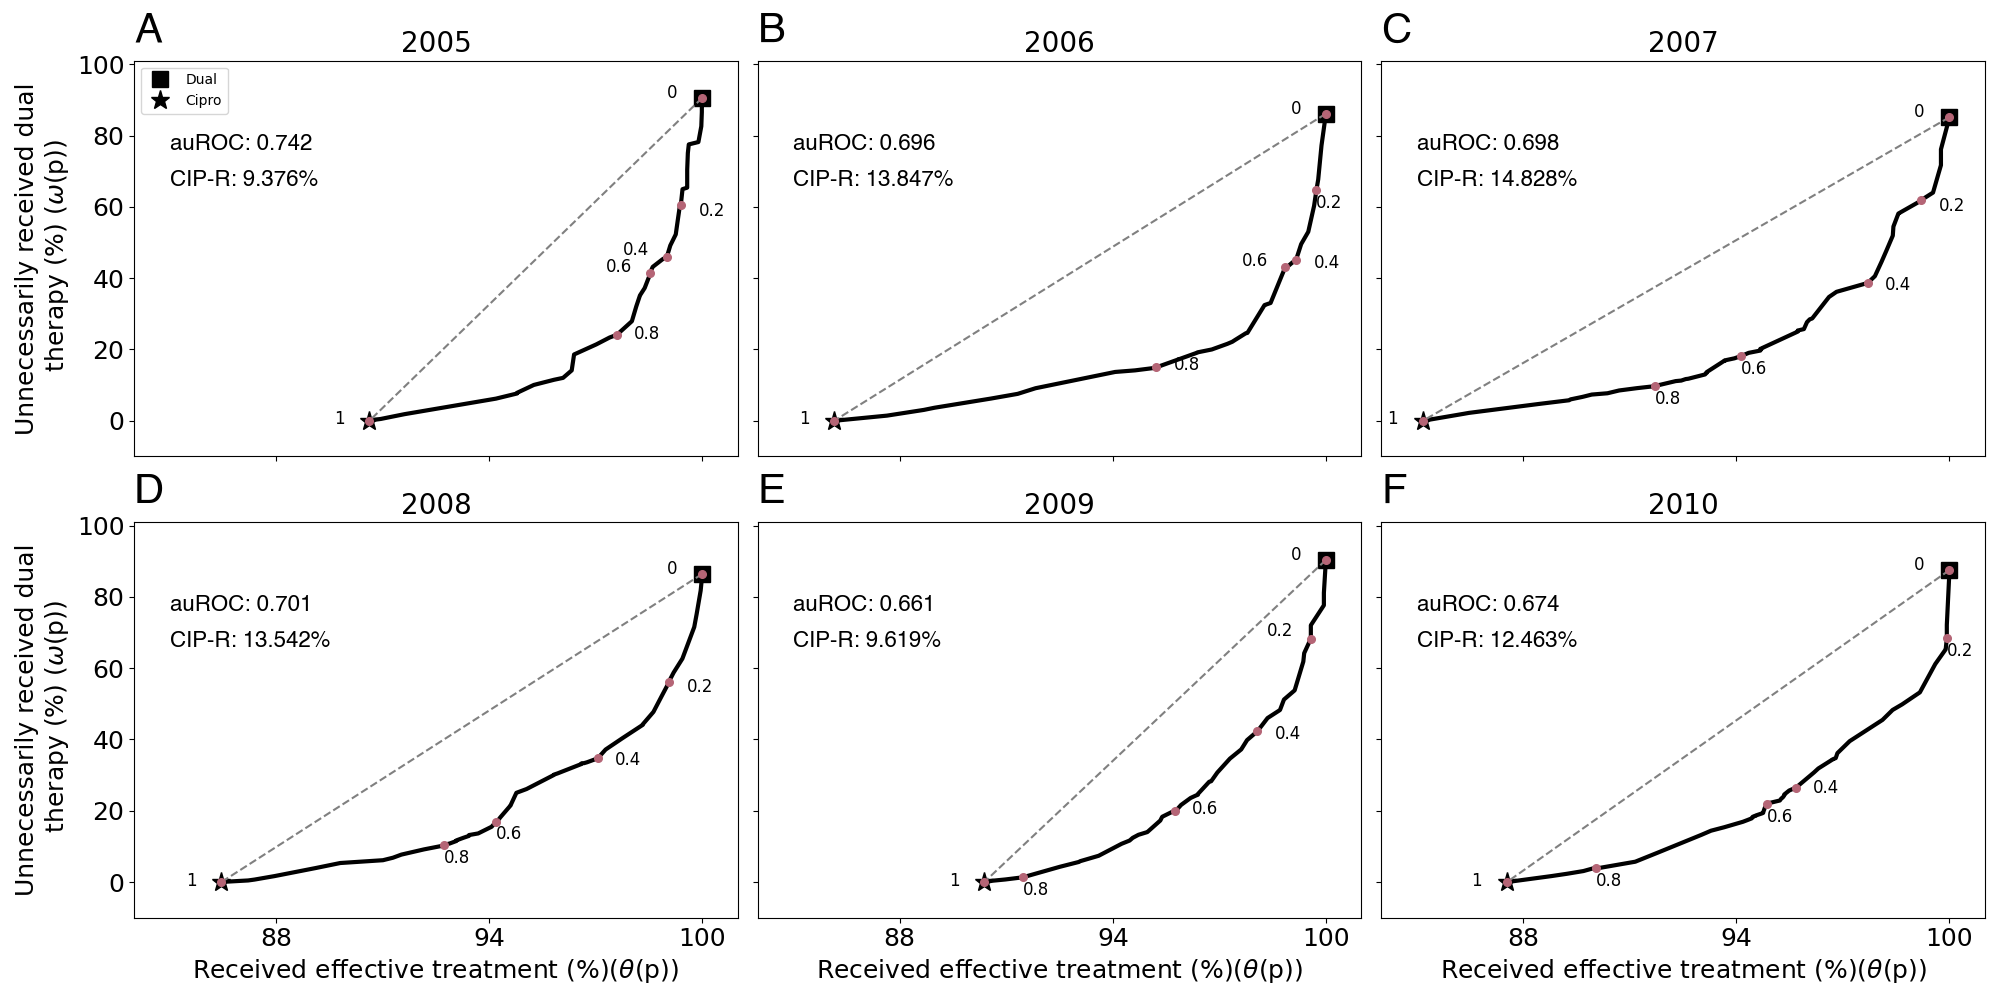 A
2005
B
2006
C
2007
Unnecessarily received dual
therapy (%) (ω(p))
100
80
60
40
20
0
Dual
Cipro
auROC: 0.742
CIP-R: 9.376%
0
0.2
0.4
0.6
0.8
1
auROC: 0.696
CIP-R: 13.847%
0
0.2
0.6
0.4
0.8
1
auROC: 0.698
CIP-R: 14.828%
0
0.2
0.4
0.6
0.8
1
D
2008
E
2009
F
2010
Unnecessarily received dual
therapy (%) (ω(p))
100
80
60
40
20
0
auROC: 0.701
CIP-R: 13.542%
0
0.2
0.4
0.6
0.8
1
auROC: 0.661
CIP-R: 9.619%
0
0.2
0.4
0.6
0.8
1
auROC: 0.674
CIP-R: 12.463%
0
0.2
0.4
0.6
0.8
1
88 94 100
88 94 100
88 94 100
Received effective treatment (%)(θ(p))
Received effective treatment (%)(θ(p))
Received effective treatment (%)(θ(p))